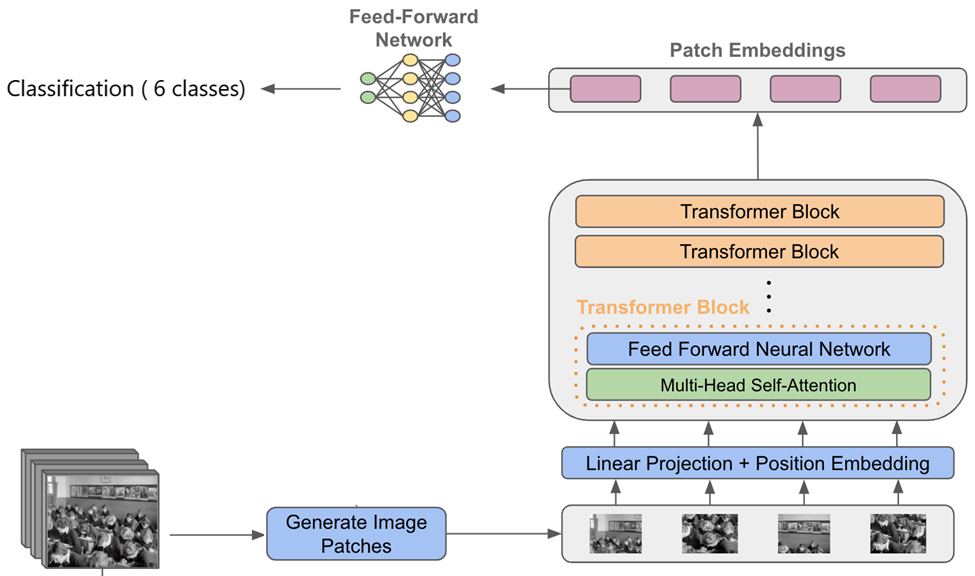 Feed-Forward
Network
Patch Embeddings
Classification ( 6 classes)
Transformer Block
Transformer Block
Transformer Block
Feed Forward Neural Network
Multi-Head Self-Attention
Linear Projection + Position Embedding
Generate Image
Patches